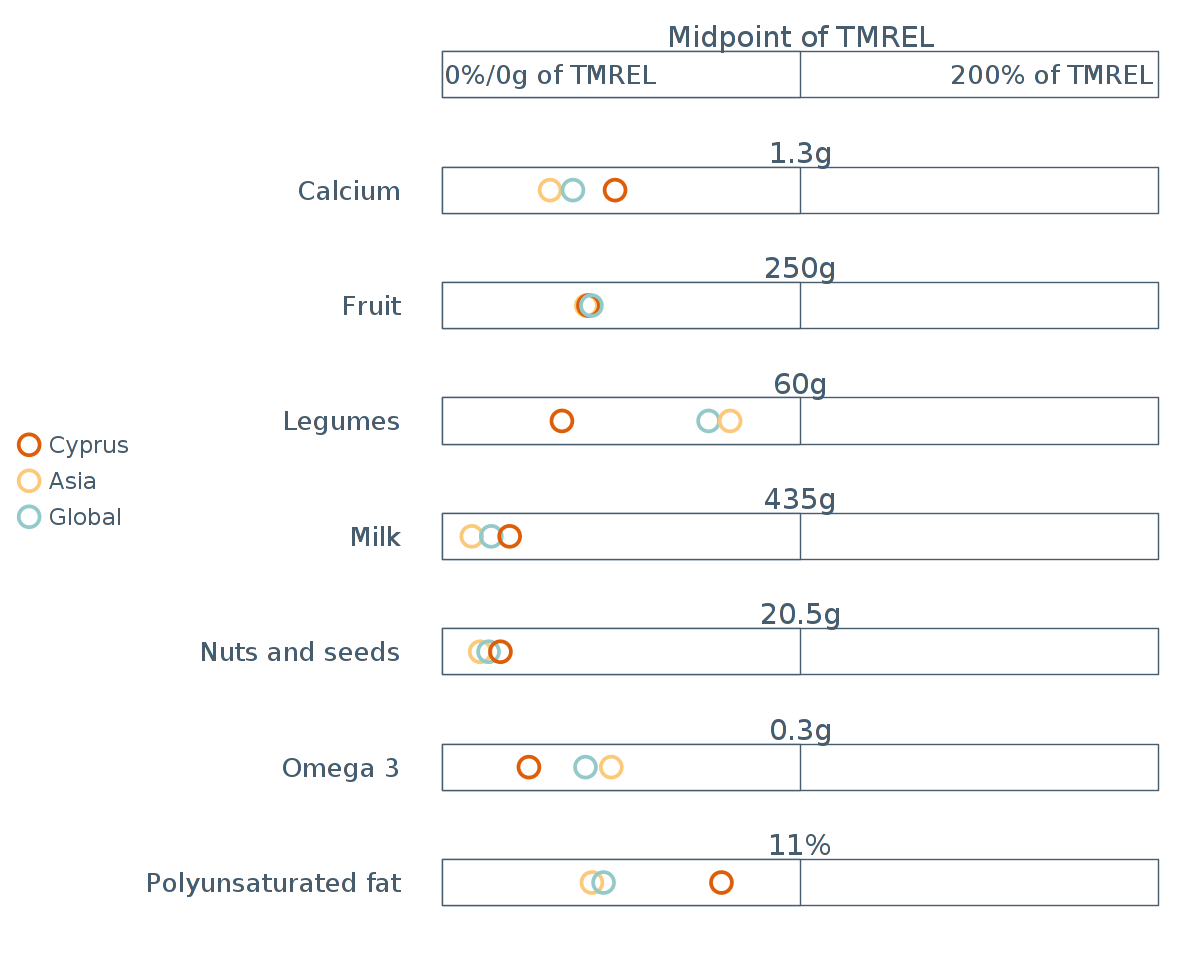 Midpoint of TMREL
0%/0g of TMREL
200% of TMREL
1.3g
Calcium
250g
Fruit
60g
Legumes
Cyprus
Asia
Global
435g
Milk
20.5g
Nuts and seeds
0.3g
Omega 3
11%
Polyunsaturated fat